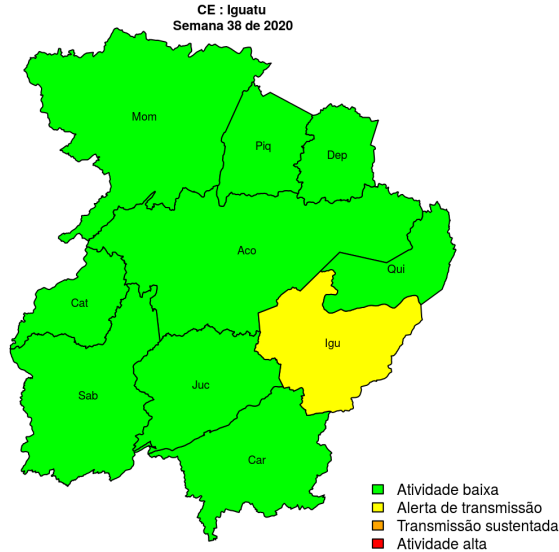 CE : Iguatu
Semana 38 de 2020
Mom
Piq
Dep
Aco
Qui
Cat
Igu
Sab
Juc
Car
Atividade baixa
Alerta de transmissão
Transmissão sustentada
Atividade alta